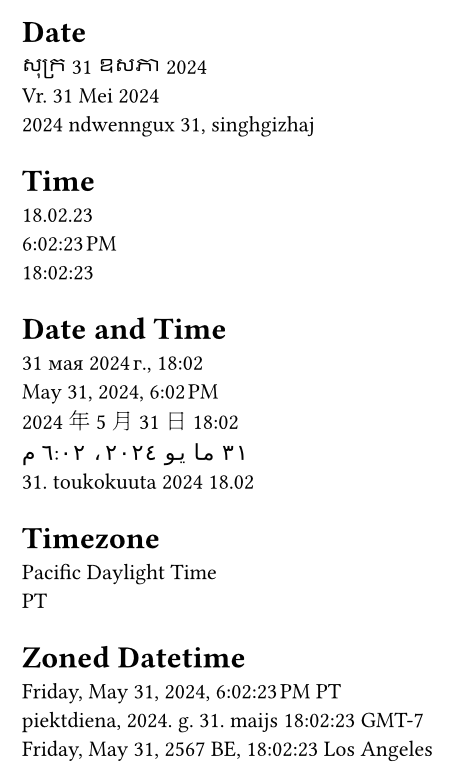 Date
សុក្រ 31 ឧសភា 2024
Vr. 31 Mei 2024
2024 ndwenngux 31, singhgizhaj
Time
18.02.23
6:02:23 PM
18:02:23
Date and Time
31 мая 2024 г., 18:02
May 31, 2024, 6:02 PM
2024 年 5 月 31 日 18:02
٣١ مايو ٢٠٢٤، ٦:٠٢ م
31. toukokuuta 2024 18.02
Timezone
Pacific Daylight Time
PT
Zoned Datetime
Friday, May 31, 2024, 6:02:23 PM PT
piektdiena, 2024. g. 31. maijs 18:02:23 GMT-7
Friday, May 31, 2567 BE, 18:02:23 Los Angeles